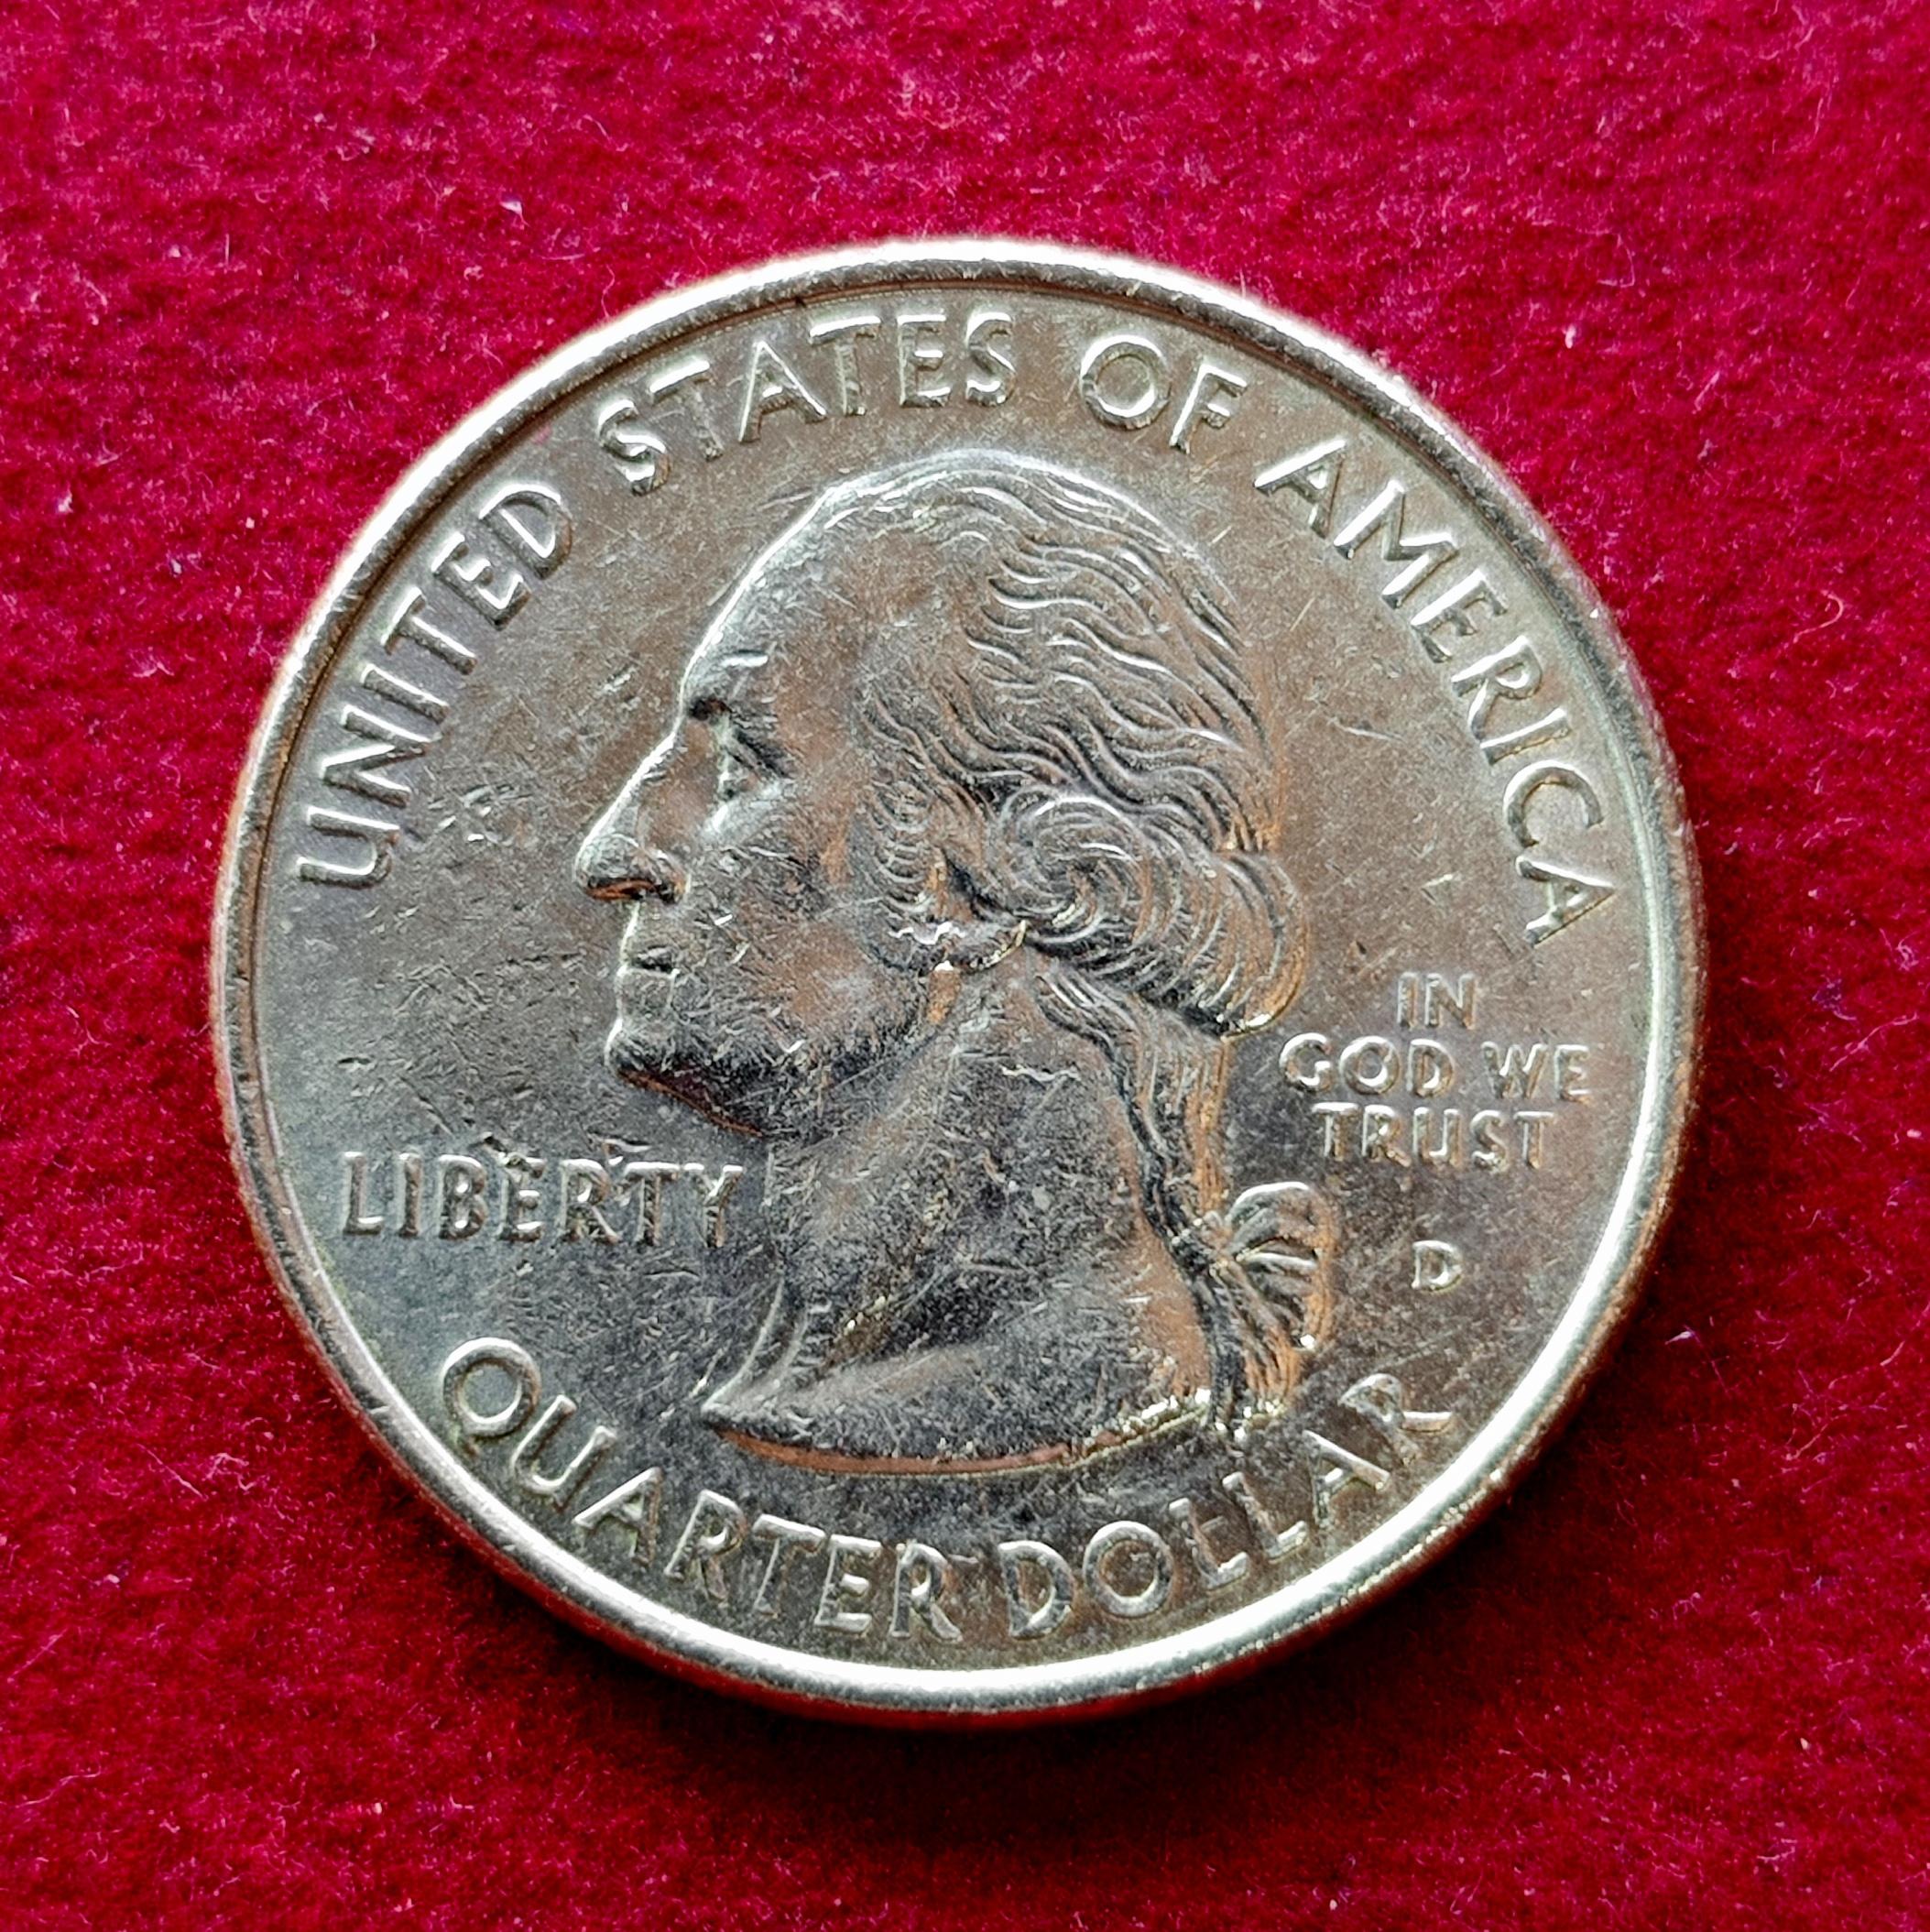 UNITED STATES OF AMERICA
LIBERTY
IN
GOD WE
TRUST
D
QUARTER DOLLAR